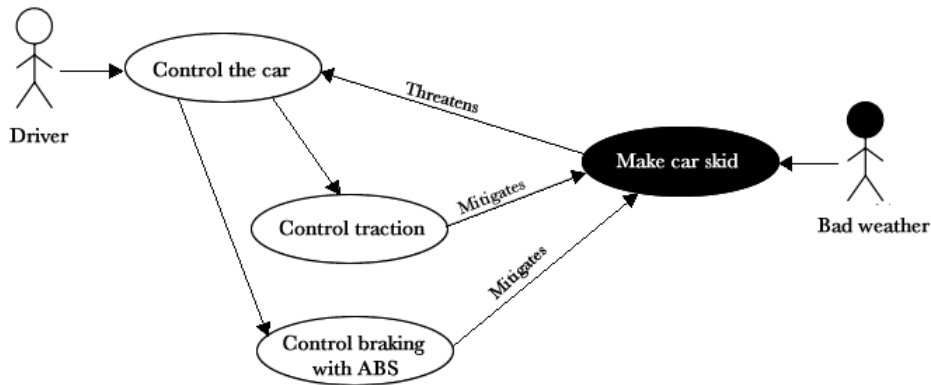 Control the car
Threatens
Driver
Make car skid
Mitigates
Control traction
Bad weather
Mitigates
Control braking
with ABS